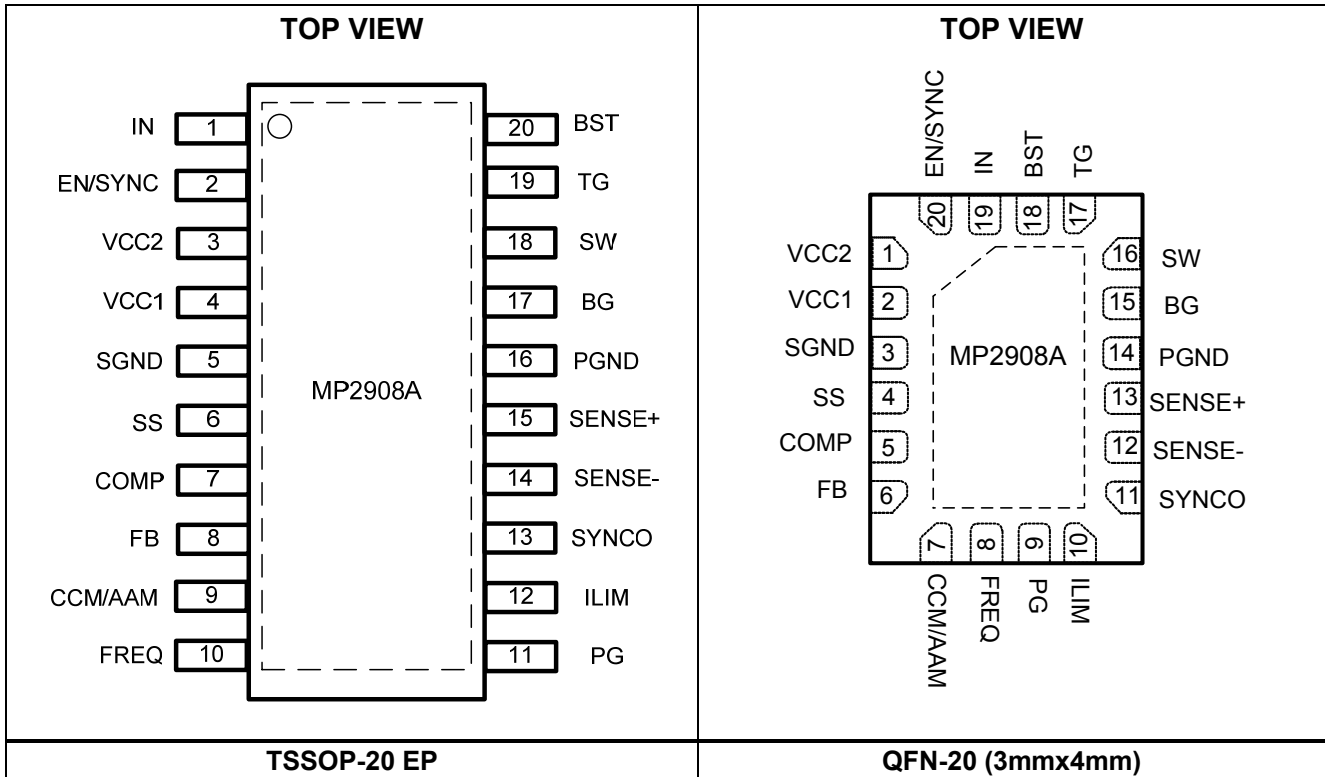 TOP VIEW
IN 1
EN/SYNC 2
VCC2 3
VCC1 4
SGND 5
SS 6
COMP 7
FB 8
CCM/AAM 9
FREQ 10
MP2908A
20 BST
19 TG
18 SW
17 BG
16 PGND
15 SENSE+
14 SENSE-
13 SYNCO
12 ILIM
11 PG
TSSOP-20 EP
TOP VIEW
EN/SYNC IN BST TG
20 19 18 17
VCC2 1
VCC1 2
SGND 3
SS 4
COMP 5
FB 6
MP2908A
16 SW
15 BG
14 PGND
13 SENSE+
12 SENSE-
11 SYNCO
7 8 9 10
CCM/AAM FREQ PG ILIM
QFN-20 (3mmx4mm)